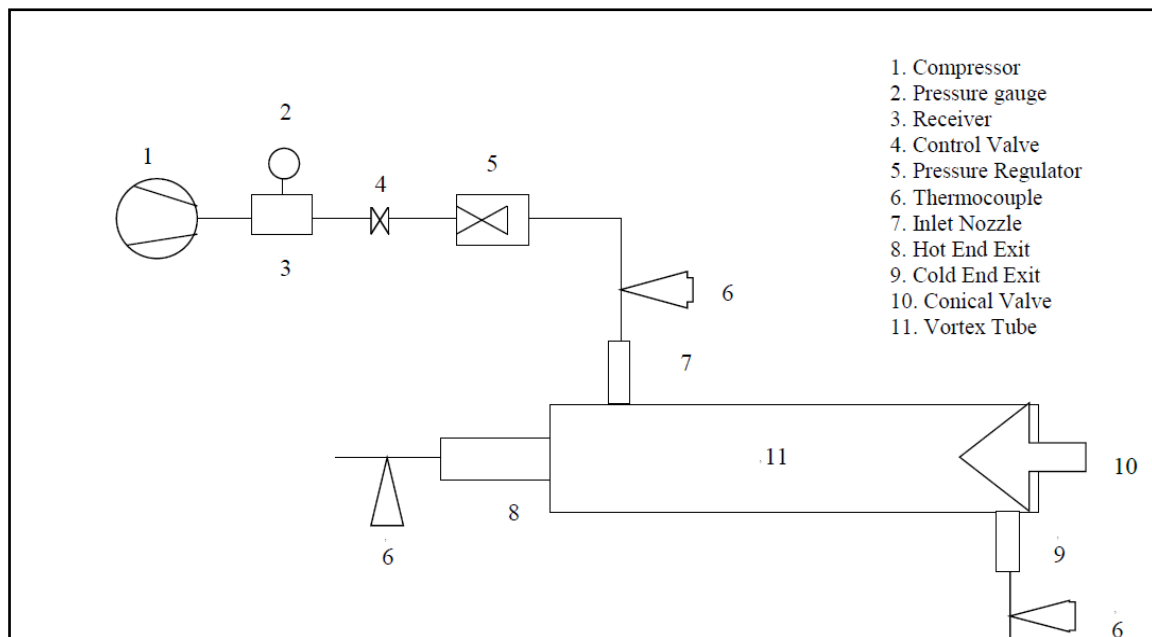 1. Compressor
2. Pressure gauge
3. Receiver
4. Control Valve
5. Pressure Regulator
6. Thermocouple
7. Inlet Nozzle
8. Hot End Exit
9. Cold End Exit
10. Conical Valve
11. Vortex Tube
2
1
4
5
3
6
7
11
10
8
6
9
6